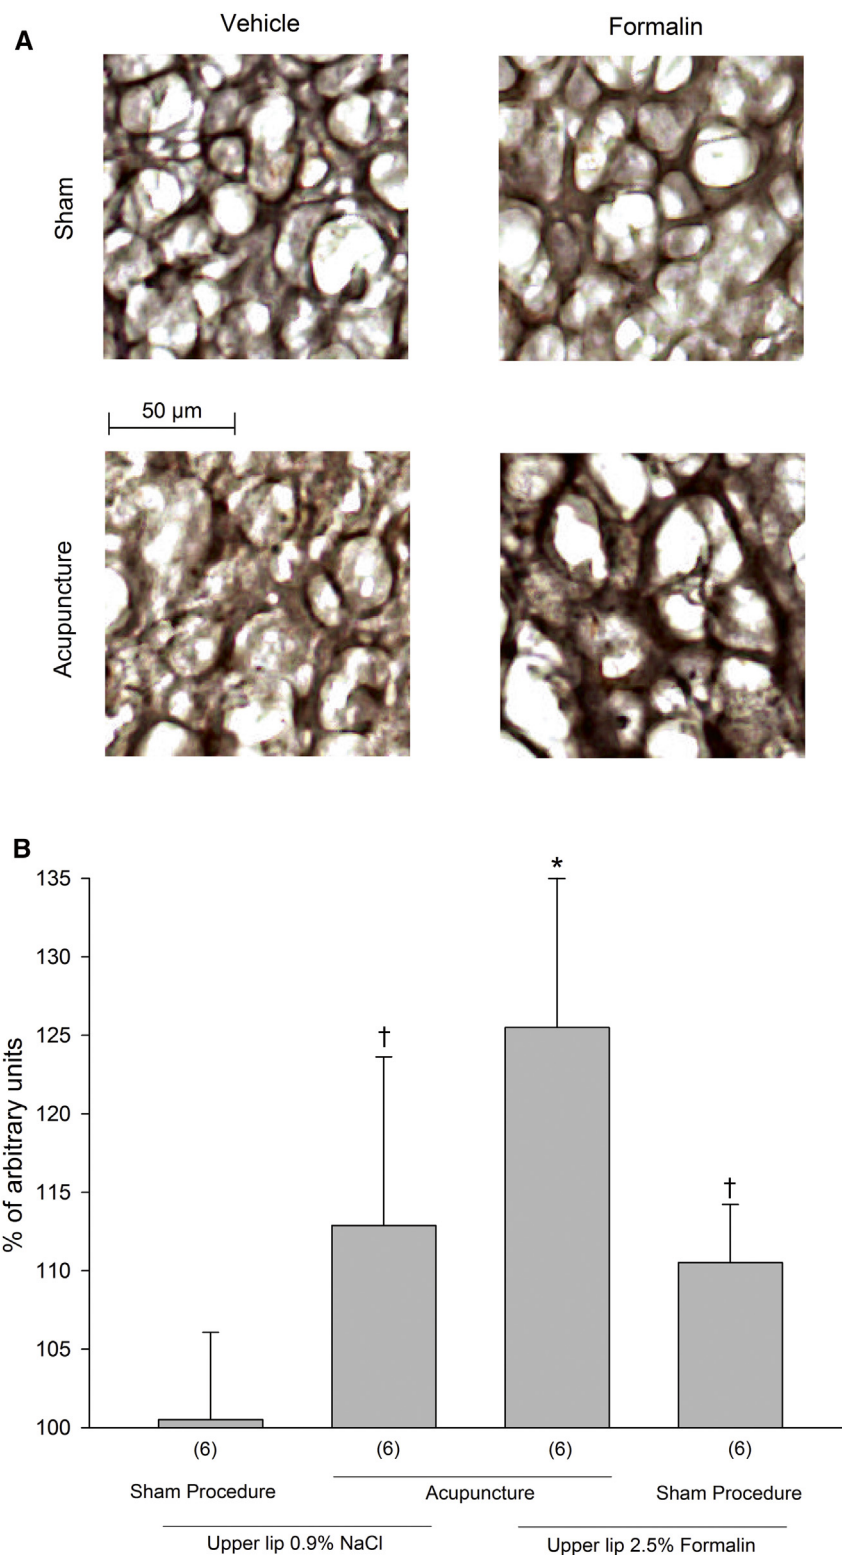 A
Vehicle
Formalin
Sham
50 µm
Acupuncture
B
% of arbitrary units
135
130
125
120
115
110
105
100
*
†
†
(6)
(6)
(6)
(6)
Sham Procedure
Acupuncture
Sham Procedure
Upper lip 0.9% NaCl
Upper lip 2.5% Formalin